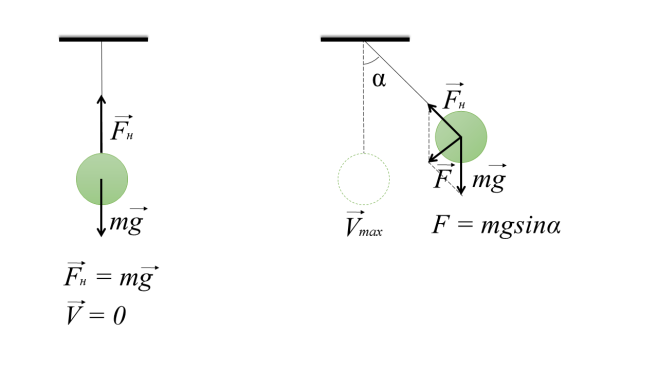 F⃗н
mg⃗
F⃗н = mg⃗
V⃗ = 0
α
F⃗н
F⃗
mg⃗
V⃗max
F = mgsinα